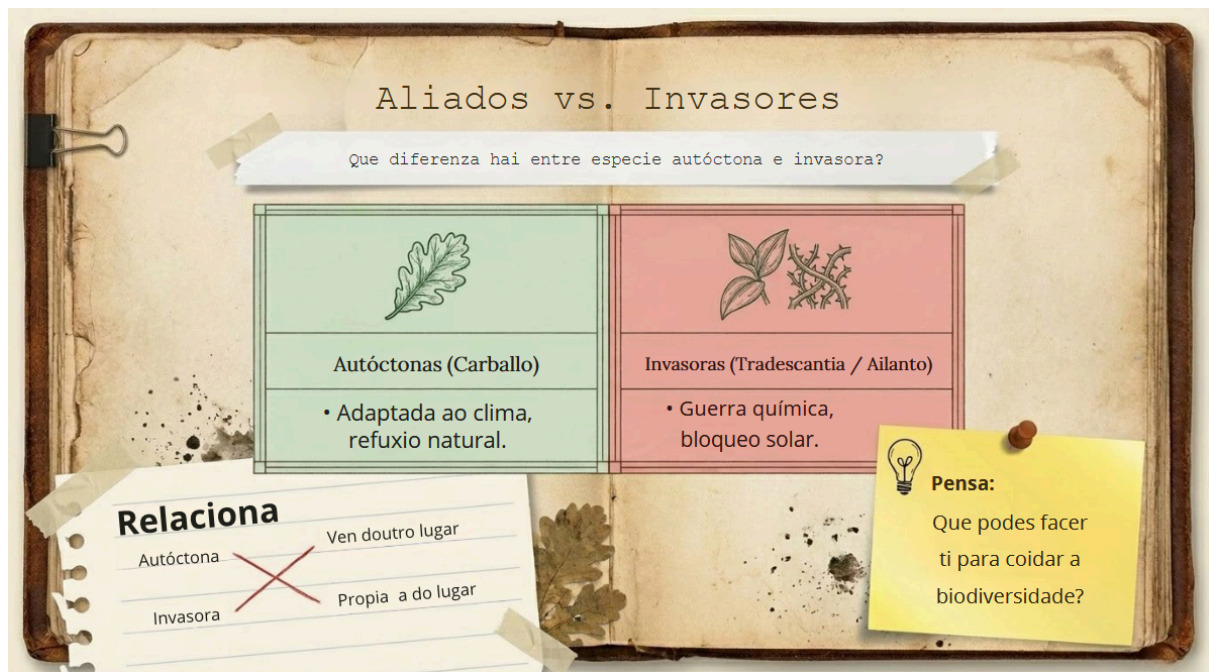 Aliados vs. Invasores
Que diferenza hai entre especie autóctona e invasora?
Autóctonas (Carballo)
• Adaptada ao clima,
refuxio natural.
Invasoras (Tradescantia / Ailanto)
• Guerra química,
bloqueo solar.
Relaciona
Autóctona
Ven doutro lugar
Invasora
Propia a do lugar
Pensa:
Que podes facer
ti para coidar a
biodiversidade?